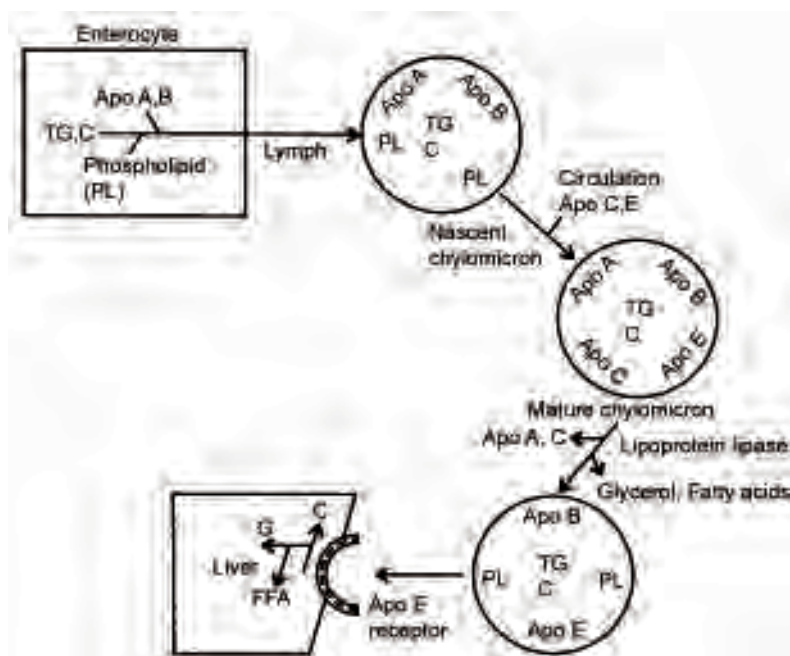 Enterocyte
Apo A,B
TG,C
Phospholipid
(PL)
Lymph
Apo A
Apo B
PL
TG
C
PL
Nascent
chylomicron
Circulation
Apo C,E
Apo A
Apo B
TG
C
Apo C
Apo E
Mature chylomicron
Apo A, C
Lipoprotein lipase
Glycerol, Fatty acids
Apo B
PL
TG
C
PL
Apo E
Apo E
receptor
G
C
Liver
FFA